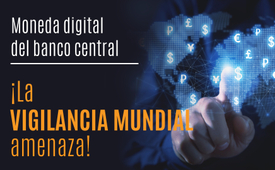 Moneda digital
del banco central
¡La
VIGILANCIA MUNDIAL
amenaza!